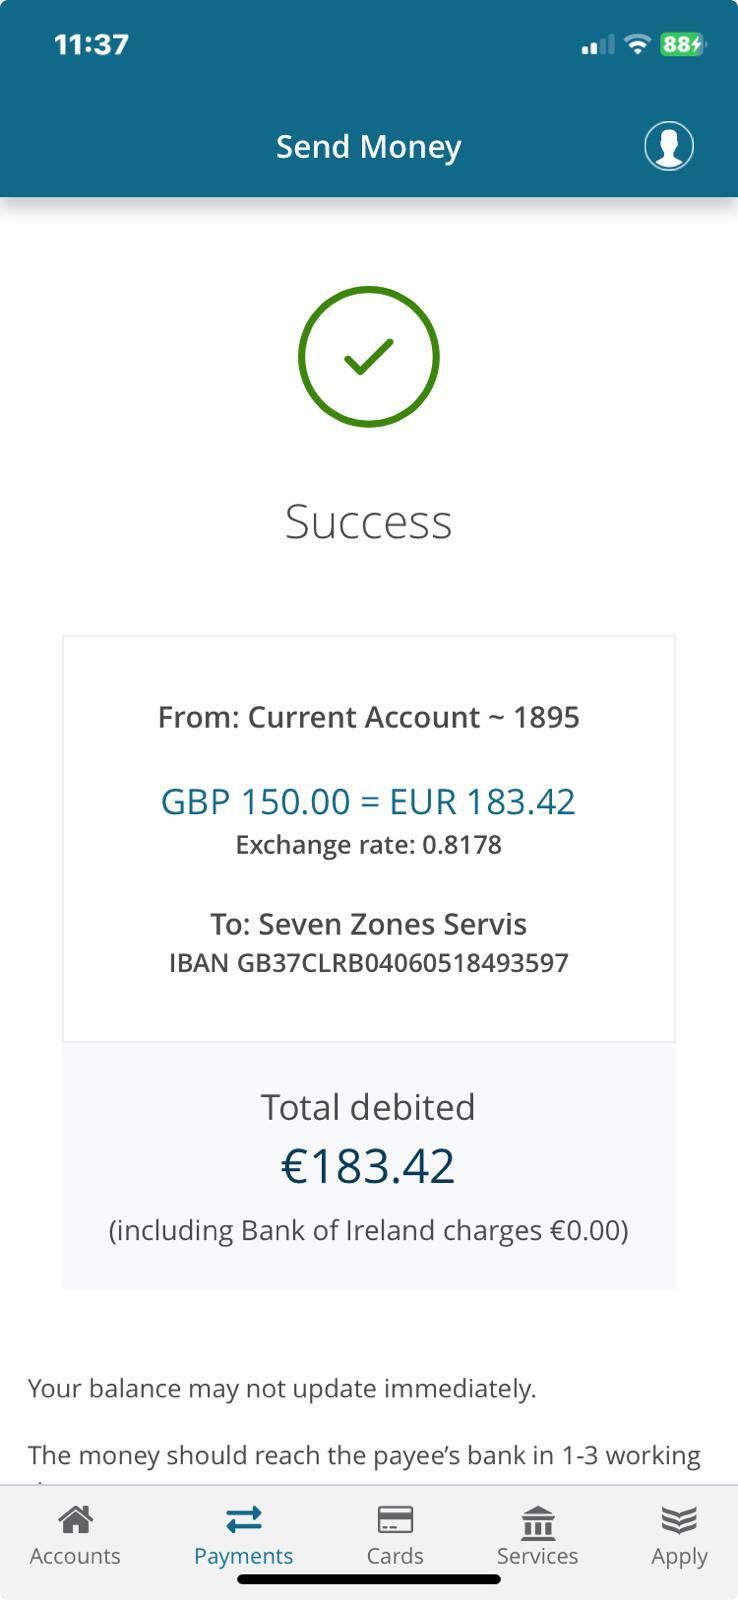 11:37
88
Send Money
Success
From: Current Account ~ 1895
GBP 150.00 = EUR 183.42
Exchange rate: 0.8178
To: Seven Zones Servis
IBAN GB37CLRB04060518493597
Total debited
€183.42
(including Bank of Ireland charges €0.00)
Your balance may not update immediately.
The money should reach the payee’s bank in 1-3 working
Accounts
Payments
Cards
Services
Apply